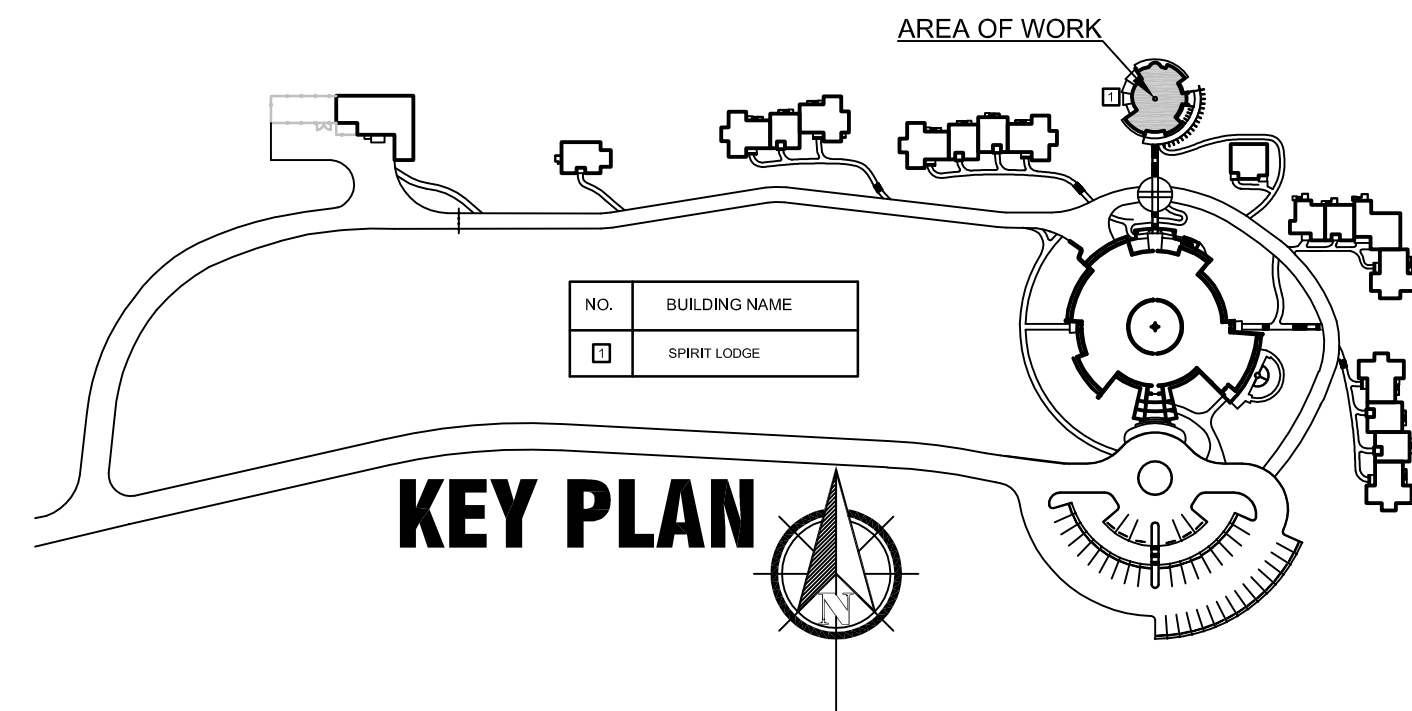 AREA OF WORK
1
NO. BUILDING NAME
1 SPIRIT LODGE
KEY PLAN
N